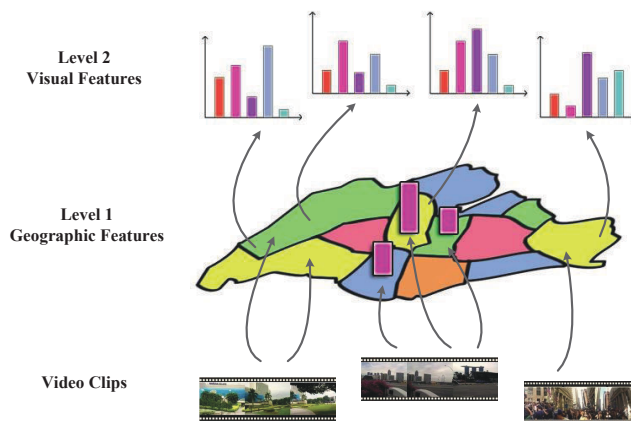 Level 2
Visual Features
Level 1
Geographic Features
Video Clips